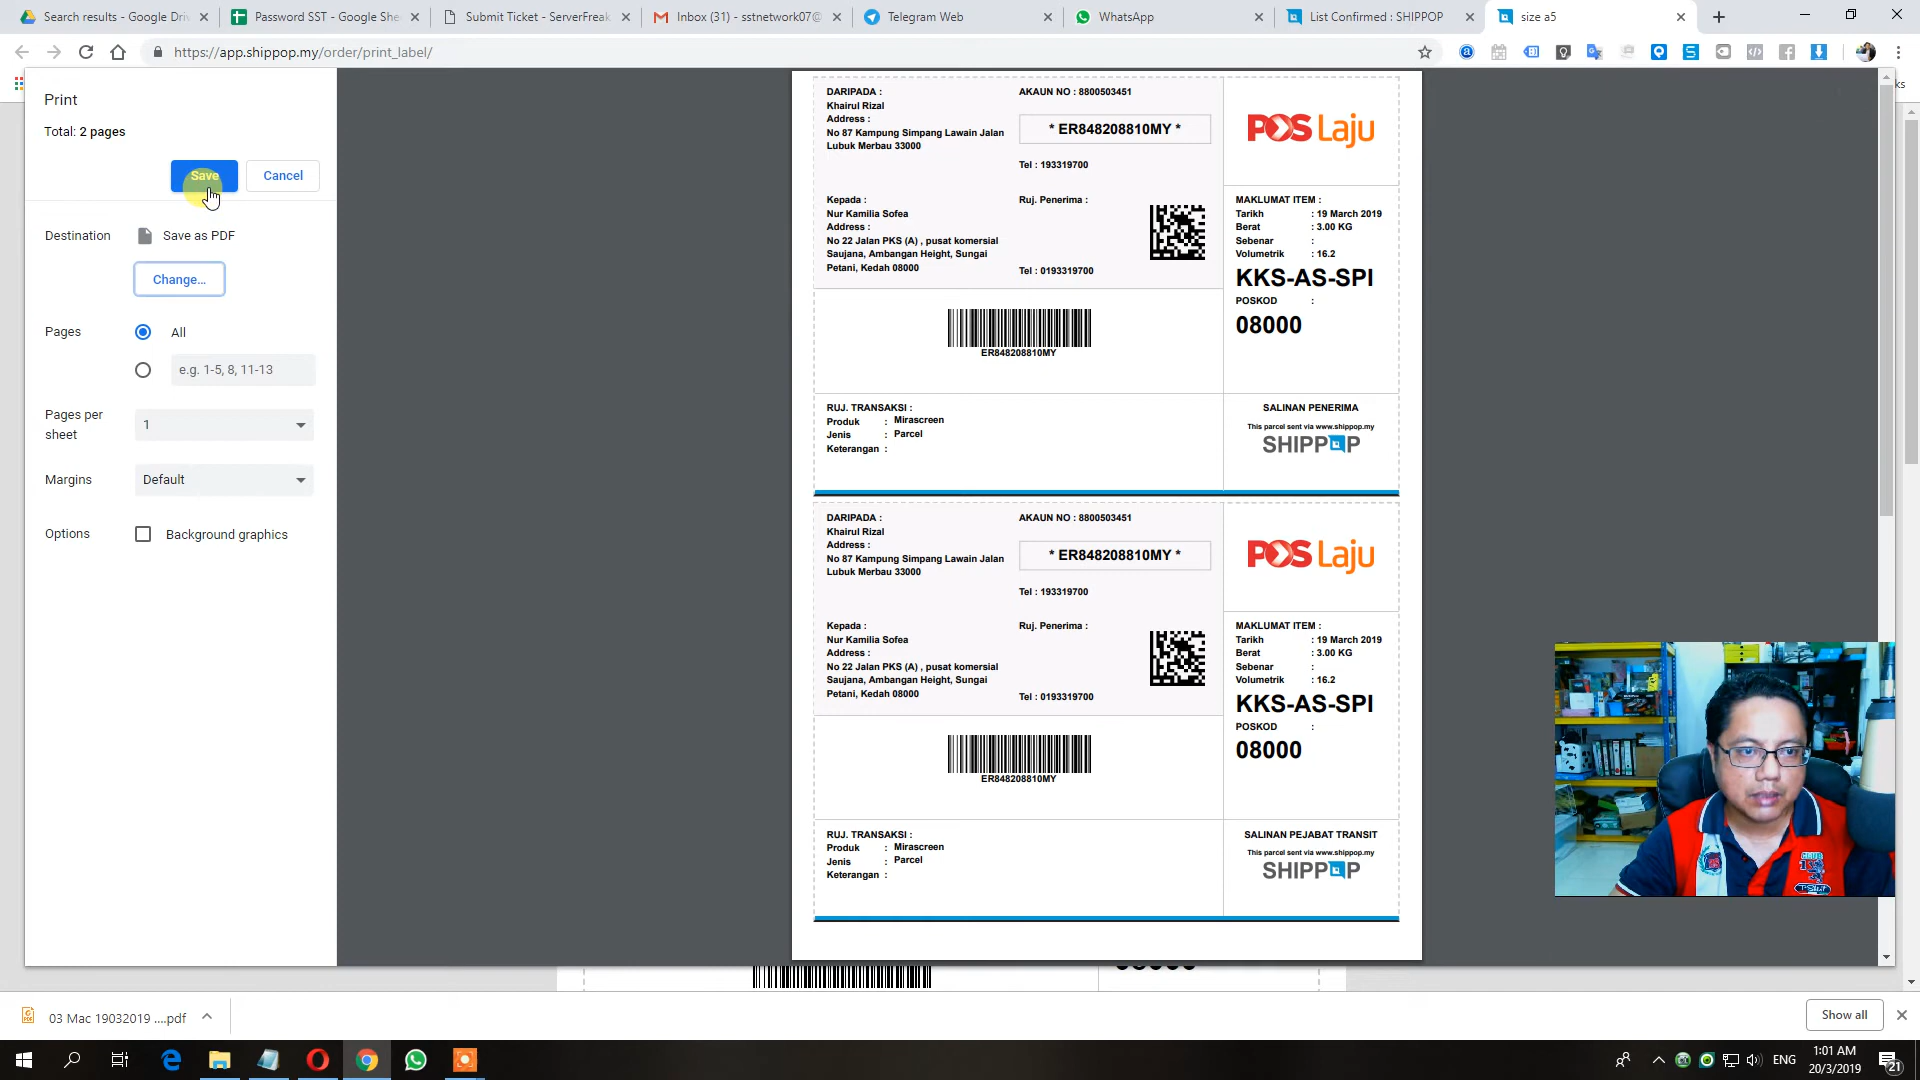 Search results - Google Dri
Password SST - Google She
Submit Ticket - ServerFreak
Inbox (31) - sstnetwork07@
Telegram Web
WhatsApp
List Confirmed : SHIPPOP
size a5
https://app.shippop.my/order/print_label/
ks
Print
Total: 2 pages
Save
Cancel
Destination
Save as PDF
Change...
Pages
All
e.g. 1-5, 8, 11-13
Pages per
sheet
1
Margins
Default
Options
Background graphics
DARIPADA :
Khairul Rizal
Address :
No 87 Kampung Simpang Lawain Jalan
Lubuk Merbau 33000
AKAUN NO : 8800503451
* ER848208810MY *
Tel : 193319700
POS Laju
Kepada :
Nur Kamilia Sofea
Address :
No 22 Jalan PKS (A) , pusat komersial
Saujana, Ambangan Height, Sungai
Petani, Kedah 08000
Ruj. Penerima :
Tel : 0193319700
MAKLUMAT ITEM :
Tarikh : 19 March 2019
Berat : 3.00 KG
Sebenar :
Volumetrik : 16.2
KKS-AS-SPI
POSKOD :
08000
ER848208810MY
RUJ. TRANSAKSI :
Produk : Mirascreen
Jenis : Parcel
Keterangan :
SALINAN PENERIMA
This parcel sent via www.shippop.my
SHIPPOP
DARIPADA :
Khairul Rizal
Address :
No 87 Kampung Simpang Lawain Jalan
Lubuk Merbau 33000
AKAUN NO : 8800503451
* ER848208810MY *
Tel : 193319700
POS Laju
Kepada :
Nur Kamilia Sofea
Address :
No 22 Jalan PKS (A) , pusat komersial
Saujana, Ambangan Height, Sungai
Petani, Kedah 08000
Ruj. Penerima :
Tel : 0193319700
MAKLUMAT ITEM :
Tarikh : 19 March 2019
Berat : 3.00 KG
Sebenar :
Volumetrik : 16.2
KKS-AS-SPI
POSKOD :
08000
ER848208810MY
RUJ. TRANSAKSI :
Produk : Mirascreen
Jenis : Parcel
Keterangan :
SALINAN PEJABAT TRANSIT
This parcel sent via www.shippop.my
SHIPPOP
08000
03 Mac 19032019 ....pdf
Show all
ENG
1:01 AM
20/3/2019
21